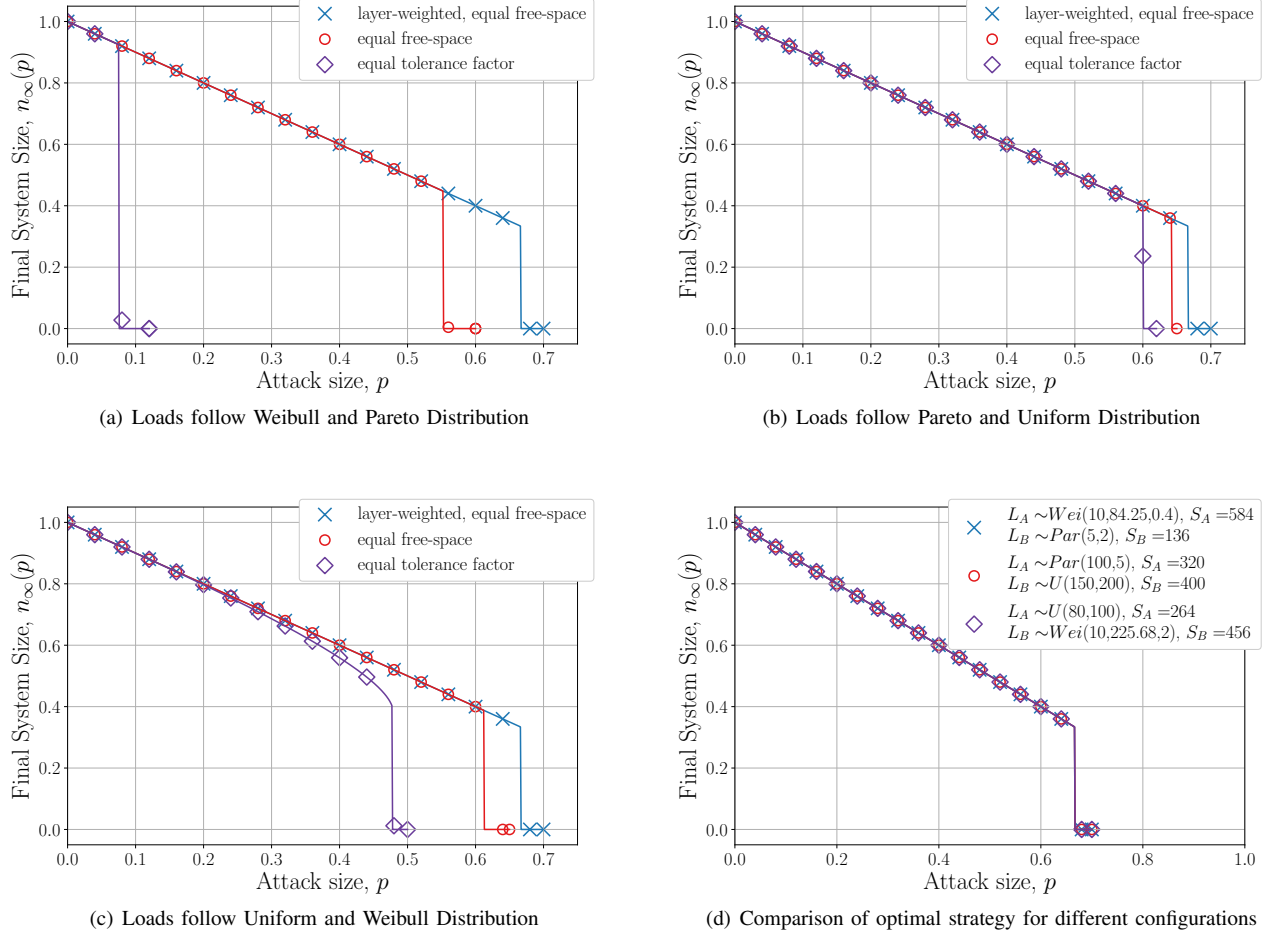 layer-weighted, equal free-space
equal free-space
equal tolerance factor
Final System Size, n∞(p)
1.0
0.8
0.6
0.4
0.2
0.0
0.0 0.1 0.2 0.3 0.4 0.5 0.6 0.7
Attack size, p
(a) Loads follow Weibull and Pareto Distribution
layer-weighted, equal free-space
equal free-space
equal tolerance factor
Final System Size, n∞(p)
1.0
0.8
0.6
0.4
0.2
0.0
0.0 0.1 0.2 0.3 0.4 0.5 0.6 0.7
Attack size, p
(b) Loads follow Pareto and Uniform Distribution
layer-weighted, equal free-space
equal free-space
equal tolerance factor
Final System Size, n∞(p)
1.0
0.8
0.6
0.4
0.2
0.0
0.0 0.1 0.2 0.3 0.4 0.5 0.6 0.7
Attack size, p
(c) Loads follow Uniform and Weibull Distribution
L_A ∼Wei(10,84.25,0.4), S_A =584
L_B ∼Par(5,2), S_B =136
L_A ∼Par(100,5), S_A =320
L_B ∼U(150,200), S_B =400
L_A ∼U(80,100), S_A =264
L_B ∼Wei(10,225.68,2), S_B =456
Final System Size, n∞(p)
1.0
0.8
0.6
0.4
0.2
0.0
0.0 0.2 0.4 0.6 0.8 1.0
Attack size, p
(d) Comparison of optimal strategy for different configurations